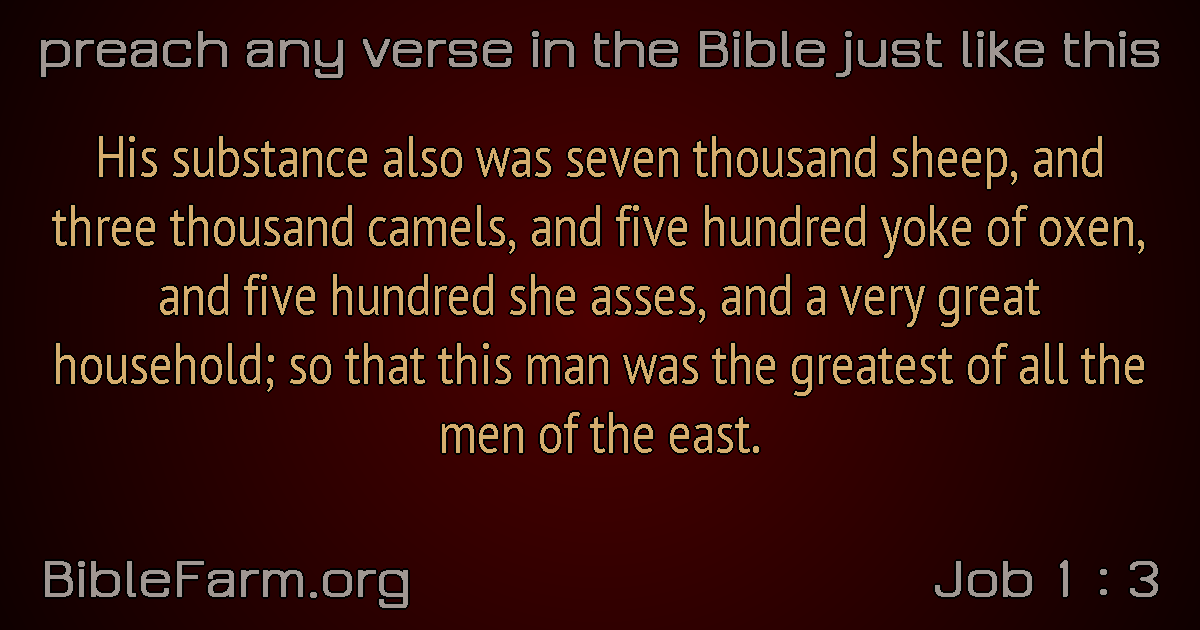 preach any verse in the Bible just like this
His substance also was seven thousand sheep, and
three thousand camels, and five hundred yoke of oxen,
and five hundred she asses, and a very great
household; so that this man was the greatest of all the
men of the east.
BibleFarm.org
Job 1 : 3